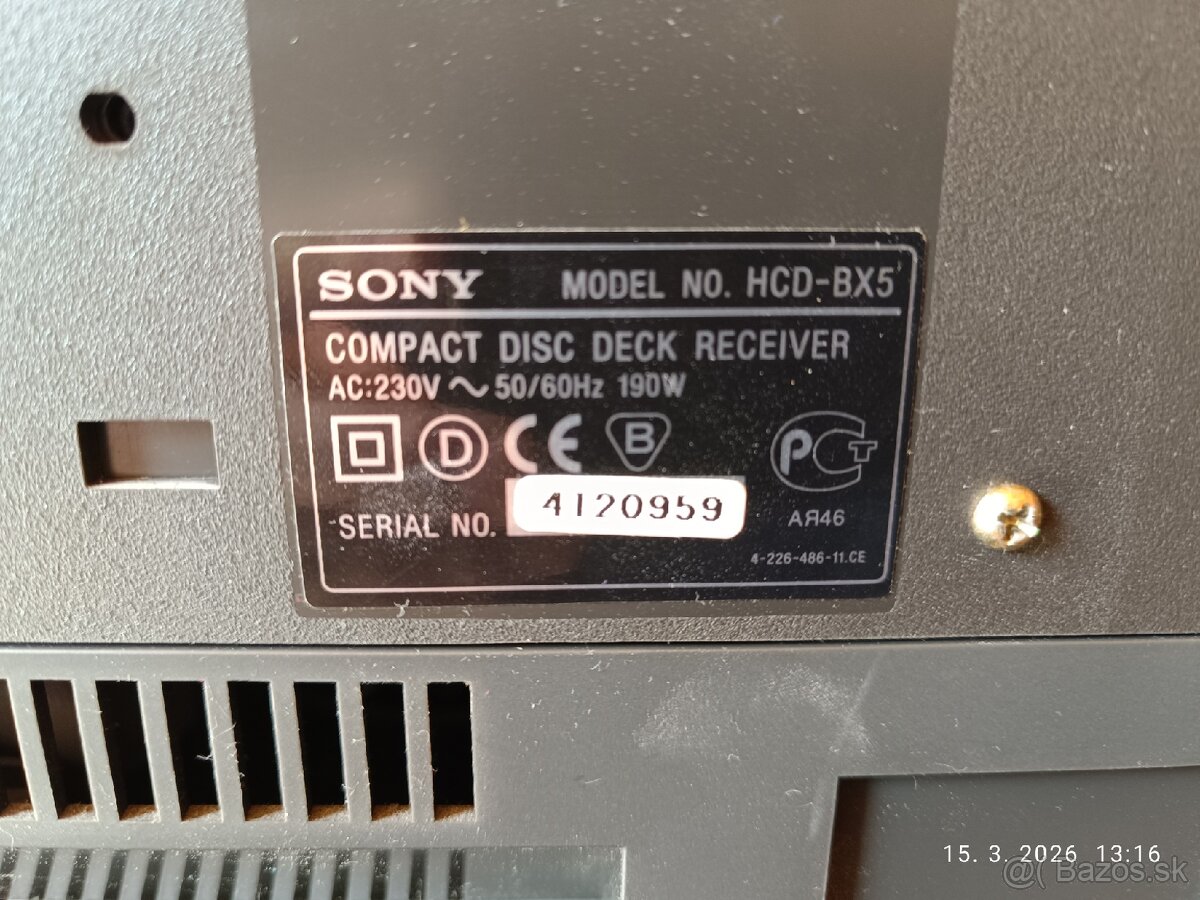 SONY MODEL NO. HCD-BX5
COMPACT DISC DECK RECEIVER
AC:230V ~ 50/60Hz 190W
D CE B PCT
SERIAL NO. 4120959
АЯ46
4-226-486-11.CE
15. 3. 2026 13:16
@( Bazos.sk